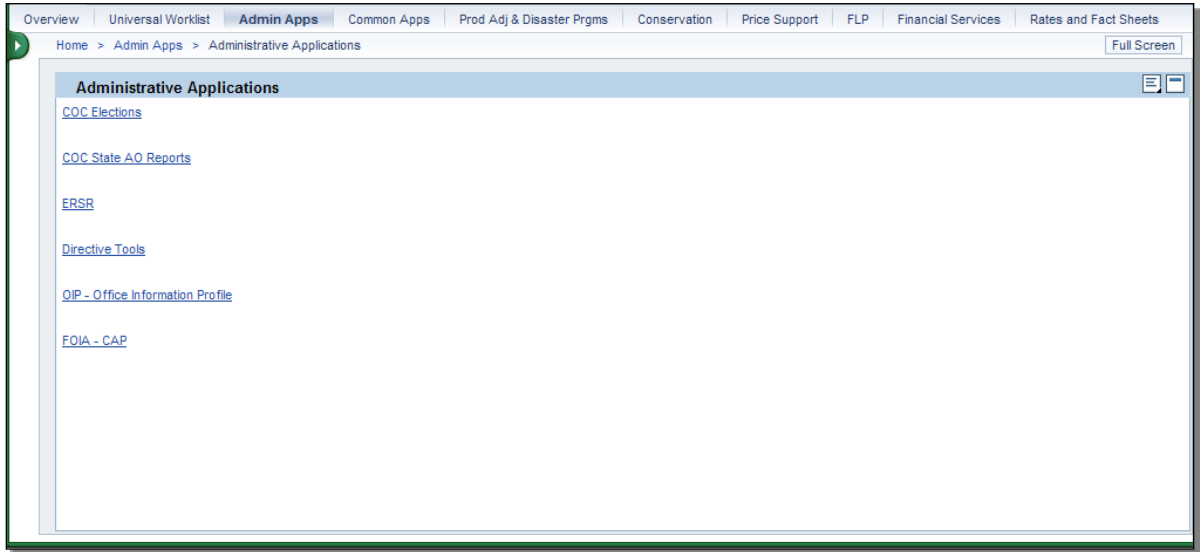 Overview Universal Worklist Admin Apps Common Apps Prod Adj & Disaster Prgms Conservation Price Support FLP Financial Services Rates and Fact Sheets
Home > Admin Apps > Administrative Applications Full Screen
Administrative Applications
COC Elections
COC State AO Reports
ERSR
Directive Tools
OIP - Office Information Profile
FOIA - CAP